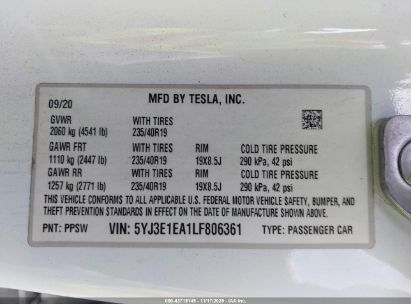 MFD BY TESLA, INC.
09/20
GVWR WITH TIRES
2060 kg (4541 lb) 235/40R19
GAWR FRT WITH TIRES RIM COLD TIRE PRESSURE
1110 kg (2447 lb) 235/40R19 19X8.5J 290 kPa, 42 psi
GAWR RR WITH TIRES RIM COLD TIRE PRESSURE
1257 kg (2771 lb) 235/40R19 19X8.5J 290 kPa, 42 psi
THIS VEHICLE CONFORMS TO ALL APPLICABLE U.S. FEDERAL MOTOR VEHICLE SAFETY, BUMPER, AND
THEFT STANDARDS IN EFFECT ON THE DATE OF MANUFACTURE SHOWN ABOVE.
PNT: PPSW VIN: 5YJ3E1EA1LF806361 TYPE: PASSENGER CAR